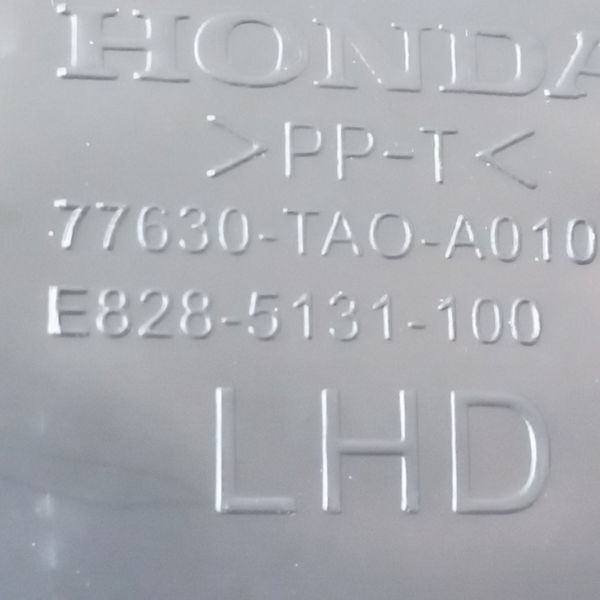 HONDA
>PP-T<
77630-TAO-A010
E828-5131-100
LHD